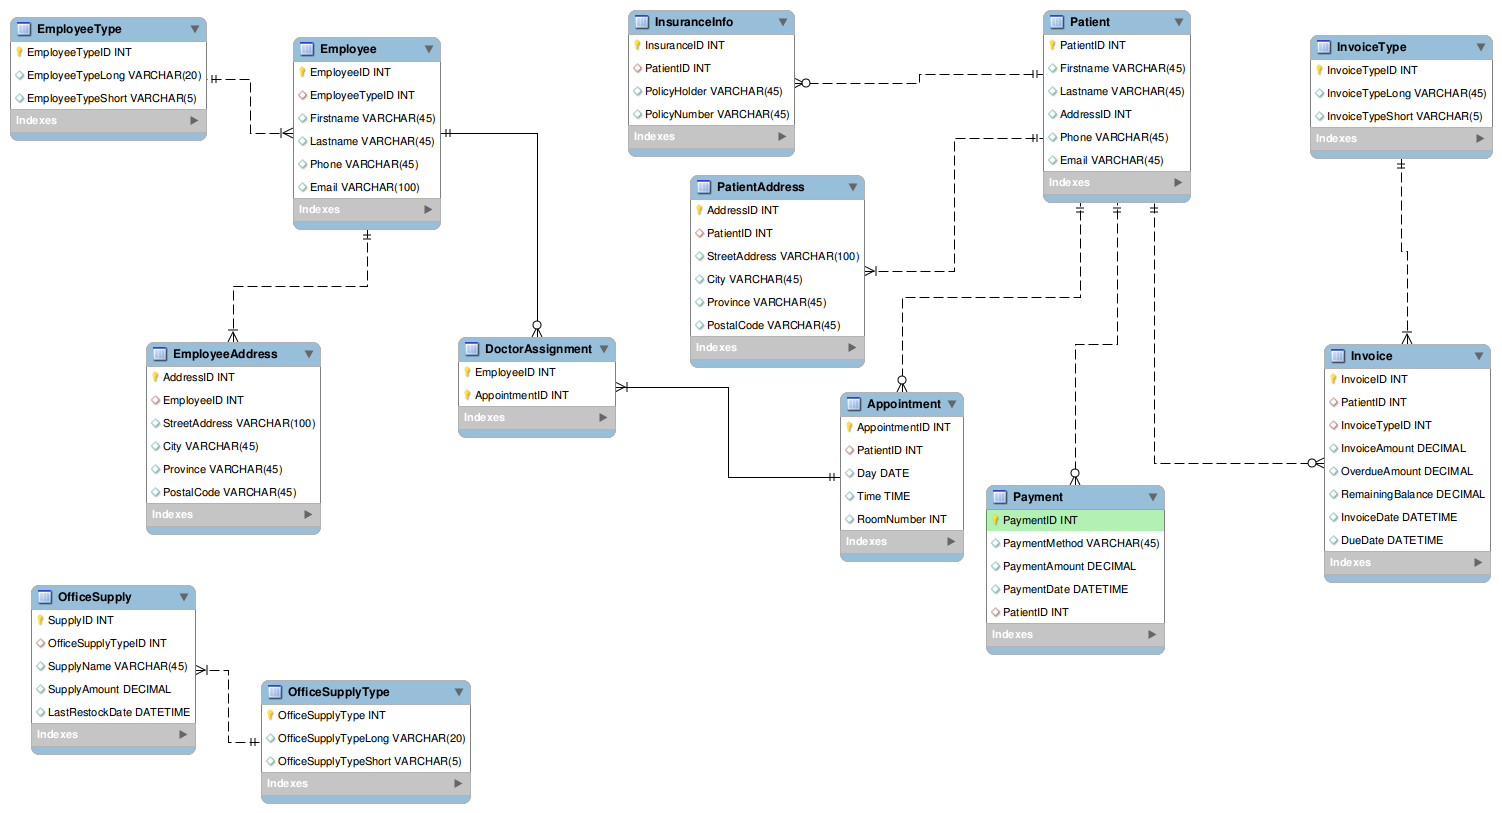 EmployeeType
EmployeeTypeID INT
EmployeeTypeLong VARCHAR(20)
EmployeeTypeShort VARCHAR(5)
Indexes
Employee
EmployeeID INT
EmployeeTypeID INT
Firstname VARCHAR(45)
Lastname VARCHAR(45)
Phone VARCHAR(45)
Email VARCHAR(100)
Indexes
InsuranceInfo
InsuranceID INT
PatientID INT
PolicyHolder VARCHAR(45)
PolicyNumber VARCHAR(45)
Indexes
Patient
PatientID INT
Firstname VARCHAR(45)
Lastname VARCHAR(45)
AddressID INT
Phone VARCHAR(45)
Email VARCHAR(45)
Indexes
InvoiceType
InvoiceTypeID INT
InvoiceTypeLong VARCHAR(45)
InvoiceTypeShort VARCHAR(5)
Indexes
PatientAddress
AddressID INT
PatientID INT
StreetAddress VARCHAR(100)
City VARCHAR(45)
Province VARCHAR(45)
PostalCode VARCHAR(45)
Indexes
EmployeeAddress
AddressID INT
EmployeeID INT
StreetAddress VARCHAR(100)
City VARCHAR(45)
Province VARCHAR(45)
PostalCode VARCHAR(45)
Indexes
DoctorAssignment
EmployeeID INT
AppointmentID INT
Indexes
Appointment
AppointmentID INT
PatientID INT
Day DATE
Time TIME
RoomNumber INT
Indexes
Invoice
InvoiceID INT
PatientID INT
InvoiceTypeID INT
InvoiceAmount DECIMAL
OverdueAmount DECIMAL
RemainingBalance DECIMAL
InvoiceDate DATETIME
DueDate DATETIME
Indexes
Payment
PaymentID INT
PaymentMethod VARCHAR(45)
PaymentAmount DECIMAL
PaymentDate DATETIME
PatientID INT
Indexes
OfficeSupply
SupplyID INT
OfficeSupplyTypeID INT
SupplyName VARCHAR(45)
SupplyAmount DECIMAL
LastRestockDate DATETIME
Indexes
OfficeSupplyType
OfficeSupplyType INT
OfficeSupplyTypeLong VARCHAR(20)
OfficeSupplyTypeShort VARCHAR(5)
Indexes